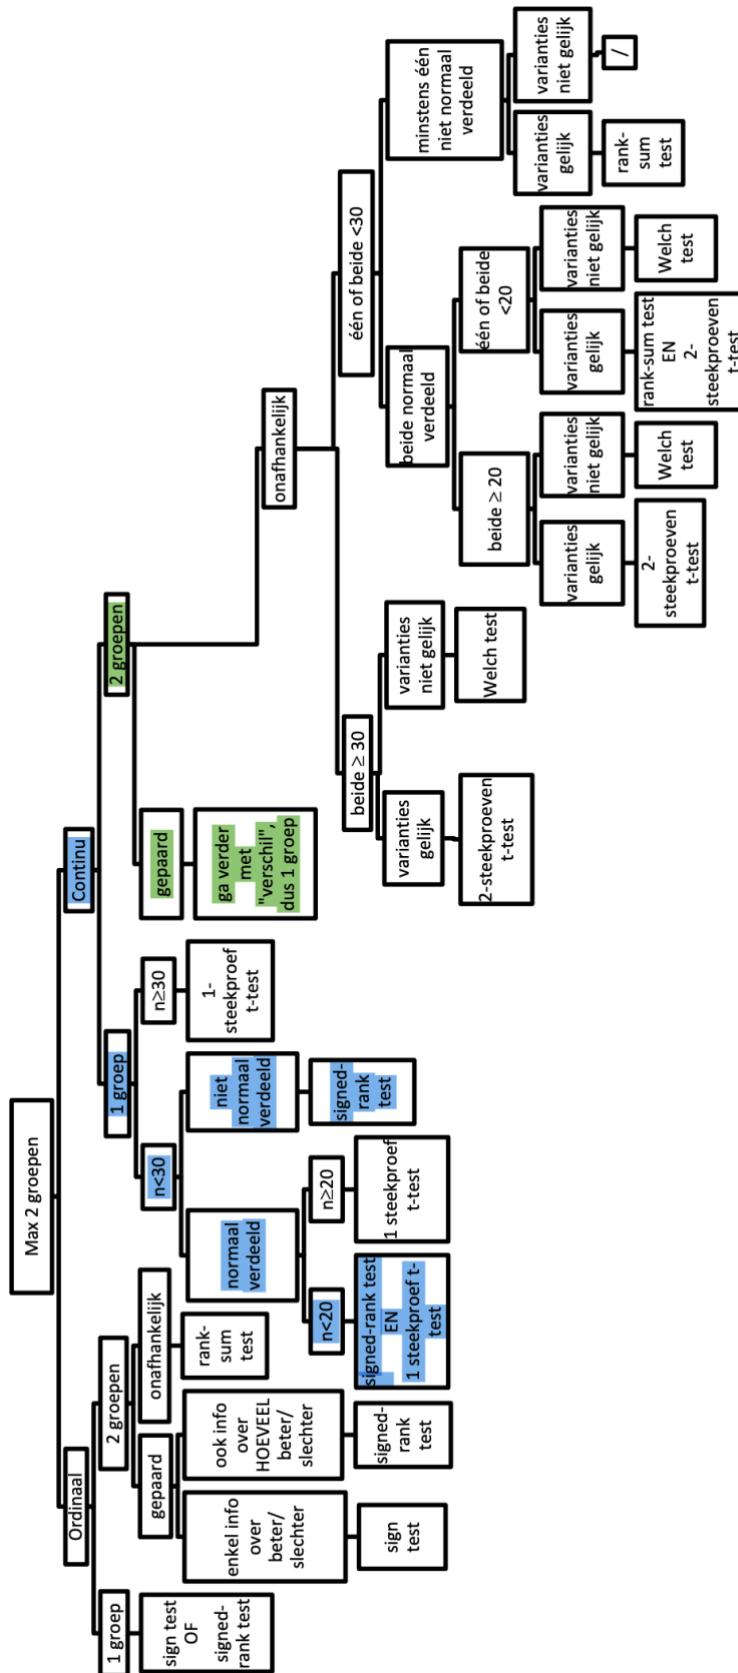 Max 2 groepen
Ordinaal
Continu
1 groep
2 groepen
1 groep
2 groepen
sign test
OF
signed-
rank test
gepaard
onafhankelijk
n<30
n≥30
gepaard
onafhankelijk
enkel info
over
beter/
slechter
ook info
over
HOEVEEL
beter/
slechter
rank-
sum
test
normaal
verdeeld
niet
normaal
verdeeld
1-
steekproef
t-test
ga verder
met
"verschil",
dus 1 groep
beide ≥ 30
één of beide <30
sign
test
signed-
rank
test
n<20
n≥20
signed-
rank
test
varianties
gelijk
varianties
niet gelijk
beide normaal
verdeeld
minstens één
niet normaal
verdeeld
signed-rank test
EN
1 steekproef t-
test
1 steekproef
t-test
2-steekproeven
t-test
Welch test
beide ≥ 20
één of beide
<20
varianties
gelijk
varianties
niet gelijk
varianties
gelijk
varianties
niet gelijk
varianties
gelijk
varianties
niet gelijk
rank-
sum
test
/
2-
steekproeven
t-test
Welch
test
rank-sum test
EN
2-
steekproeven
t-test
Welch
test